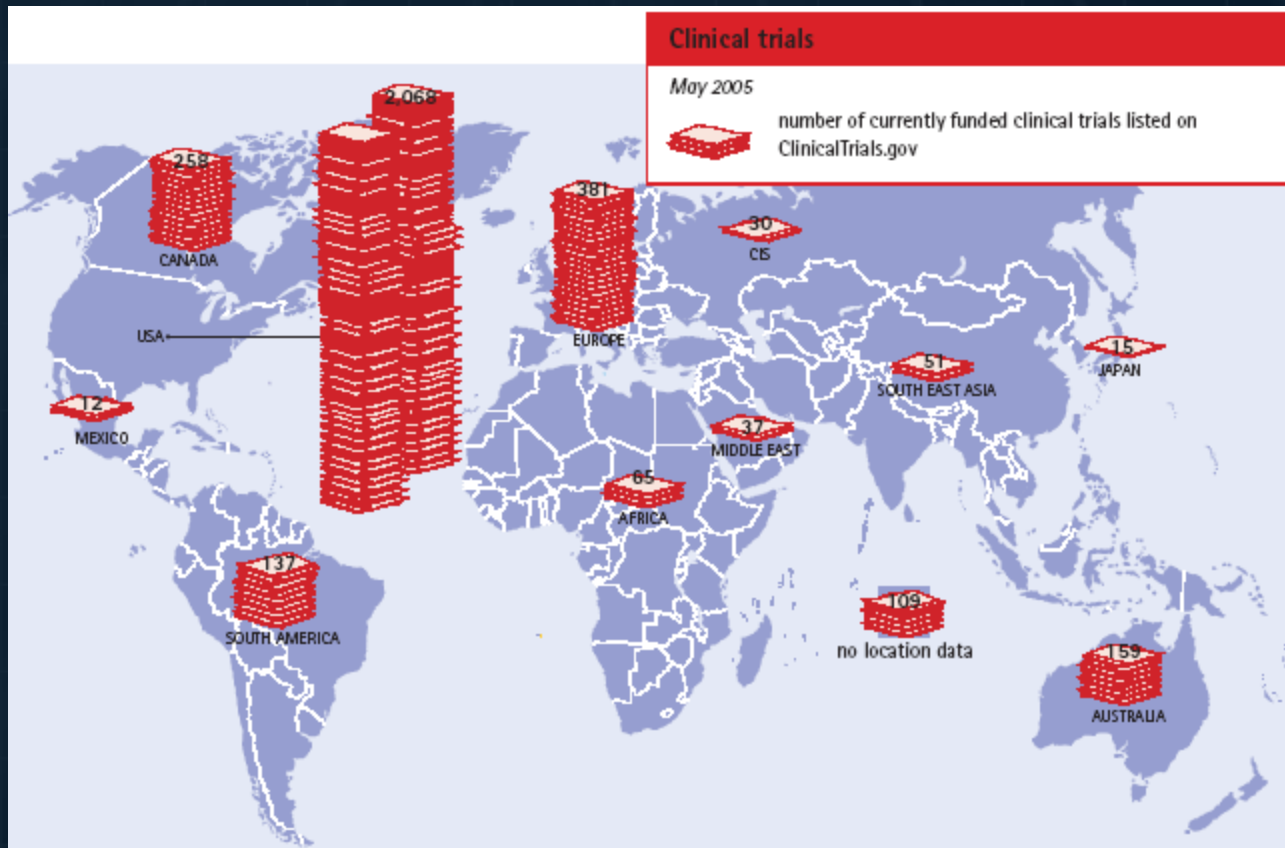 Clinical trials
May 2005
number of currently funded clinical trials listed on
ClinicalTrials.gov
2,068
258
CANADA
381
EUROPE
30
CIS
USA
15
JAPAN
51
SOUTH EAST ASIA
12
MEXICO
37
MIDDLE EAST
65
AFRICA
137
SOUTH AMERICA
109
no location data
159
AUSTRALIA